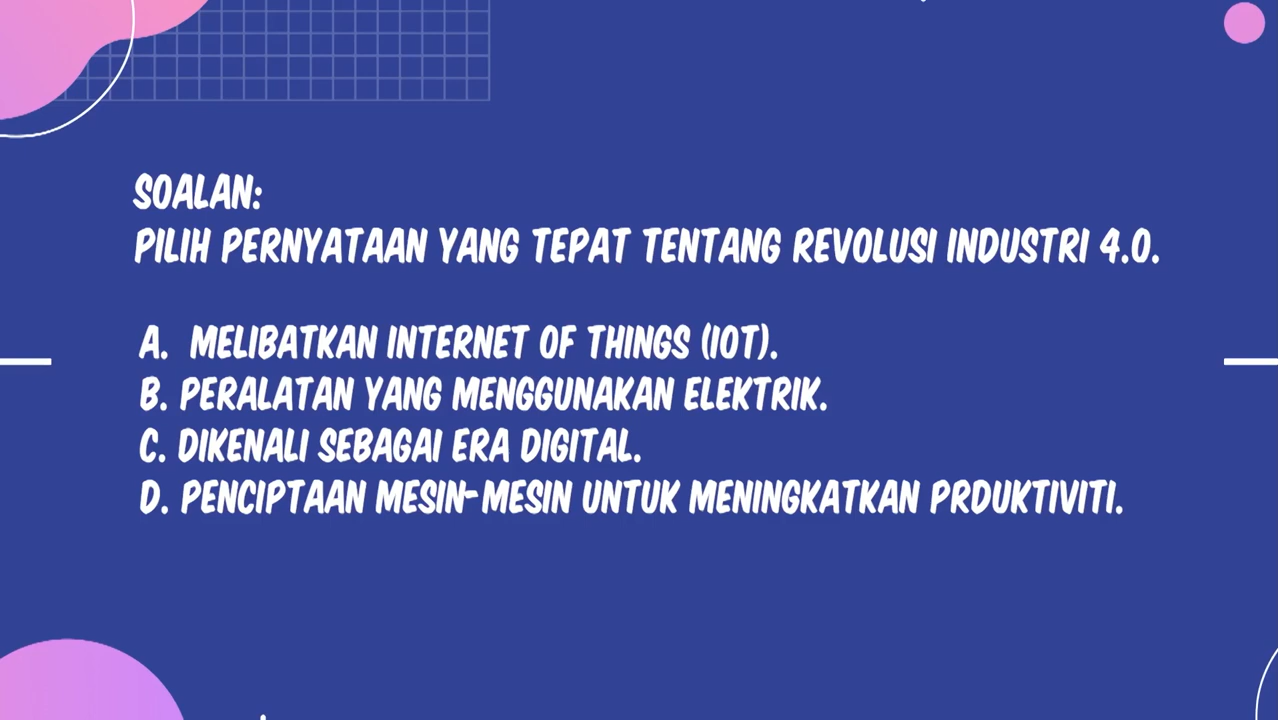 SOALAN:
PILIH PERNYATAAN YANG TEPAT TENTANG REVOLUSI INDUSTRI 4.0.
A. MELIBATKAN INTERNET OF THINGS (IOT).
B. PERALATAN YANG MENGGUNAKAN ELEKTRIK.
C. DIKENALI SEBAGAI ERA DIGITAL.
D. PENCIPTAAN MESIN-MESIN UNTUK MENINGKATKAN PRDUKTIVITI.